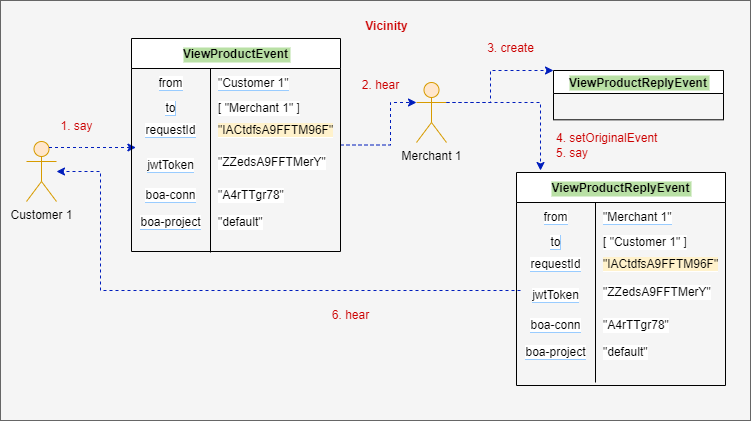 Vicinity
ViewProductEvent
from "Customer 1"
to [ "Merchant 1" ]
requestId "IACtdfsA9FFTM96F"
jwtToken "ZZedsA9FFTMerY"
boa-conn "A4rTTgr78"
boa-project "default"
1. say
Customer 1
2. hear
Merchant 1
3. create
ViewProductReplyEvent
4. setOriginalEvent
5. say
ViewProductReplyEvent
from "Merchant 1"
to [ "Customer 1" ]
requestId "IACtdfsA9FFTM96F"
jwtToken "ZZedsA9FFTMerY"
boa-conn "A4rTTgr78"
boa-project "default"
6. hear